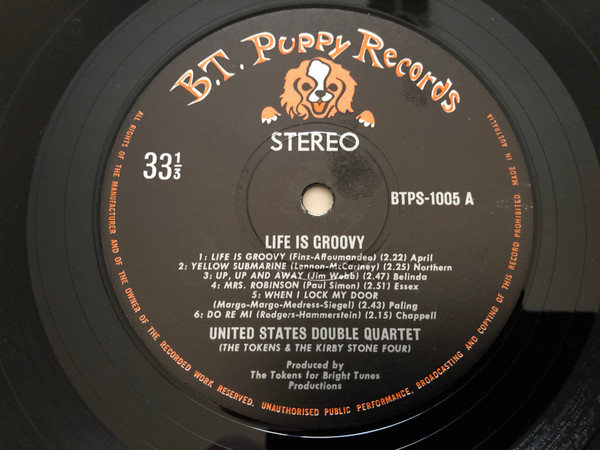 B.T. PUPPY RECORDS
STEREO
33⅓
BTPS-1005 A
LIFE IS GROOVY
1: LIFE IS GROOVY (Finz-Affoumandeo) (2.22) April
2: YELLOW SUBMARINE (Lennon-McCartney) (2.25) Northern
3: UP, UP AND AWAY (Jim Webb) (2.47) Belinda
4: MRS. ROBINSON (Paul Simon) (2.51) Essex
5: WHEN I LOCK MY DOOR
(Margo-Margo-Medress-Siegel) (2.43) Paling
6: DO RE MI (Rodgers-Hammerstein) (2.15) Chappell
UNITED STATES DOUBLE QUARTET
(THE TOKENS & THE KIRBY STONE FOUR)
Produced by
The Tokens for Bright Tunes
Productions
ALL RIGHTS OF THE MANUFACTURER AND OF THE OWNER OF THE RECORDED WORK RESERVED. UNAUTHORISED PUBLIC PERFORMANCE, BROADCASTING AND COPYING OF THIS RECORD PROHIBITED MADE IN AUSTRALIA